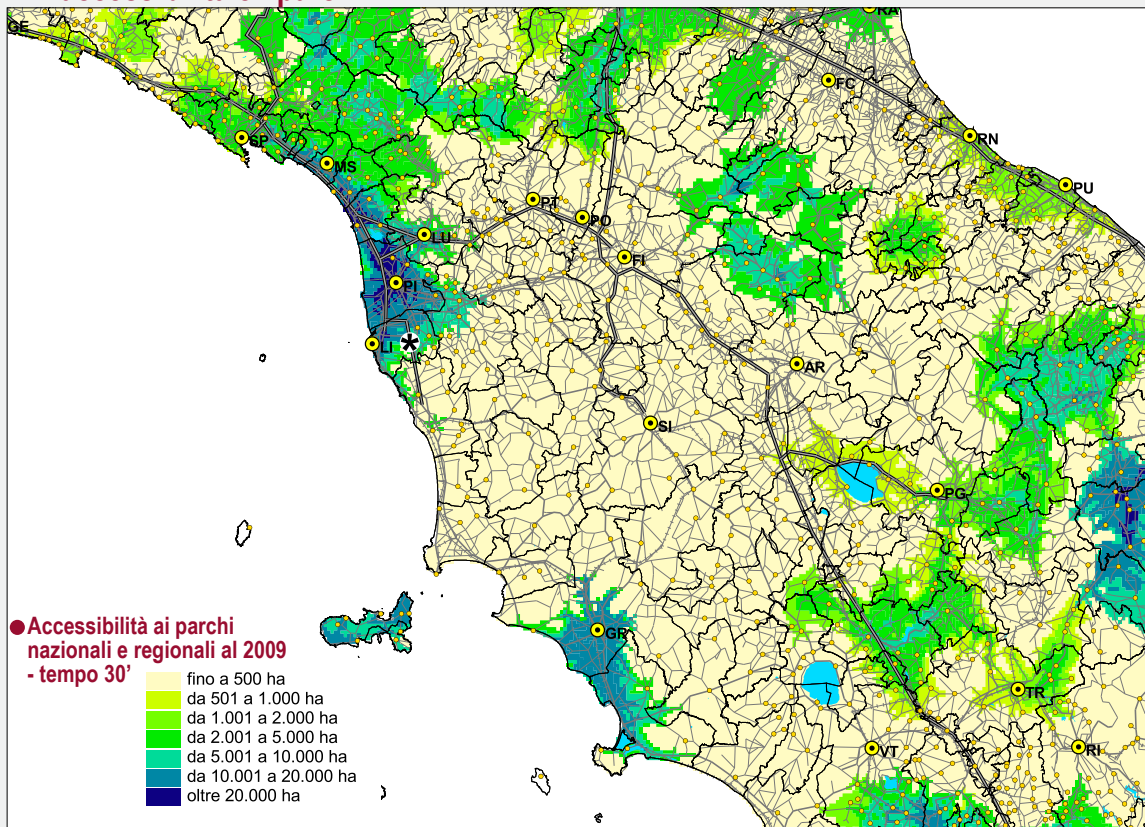 GE
RA
FC
SP
RN
MS
PU
PT
PO
LU
FI
PI
LI
*
AR
SI
PG
● Accessibilità ai parchi
nazionali e regionali al 2009
- tempo 30'
GR
fino a 500 ha
da 501 a 1.000 ha
da 1.001 a 2.000 ha
da 2.001 a 5.000 ha
da 5.001 a 10.000 ha
da 10.001 a 20.000 ha
oltre 20.000 ha
TR
VT
RI